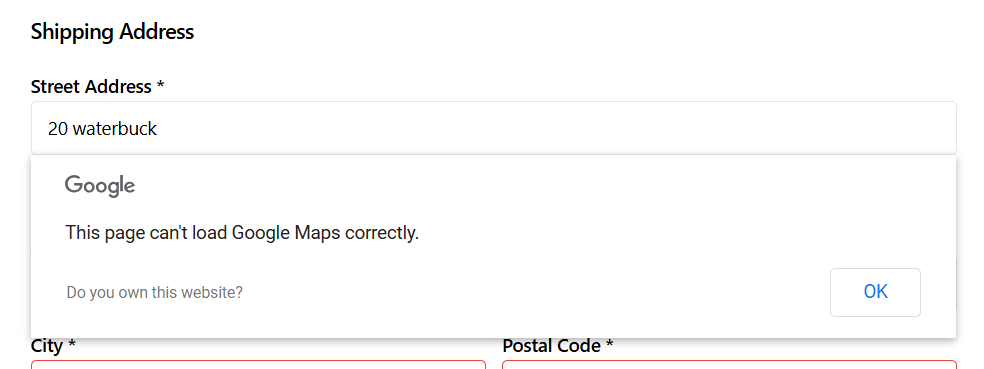 Shipping Address
Street Address *
20 waterbuck
Google
This page can't load Google Maps correctly.
Do you own this website?
OK
City *
Postal Code *